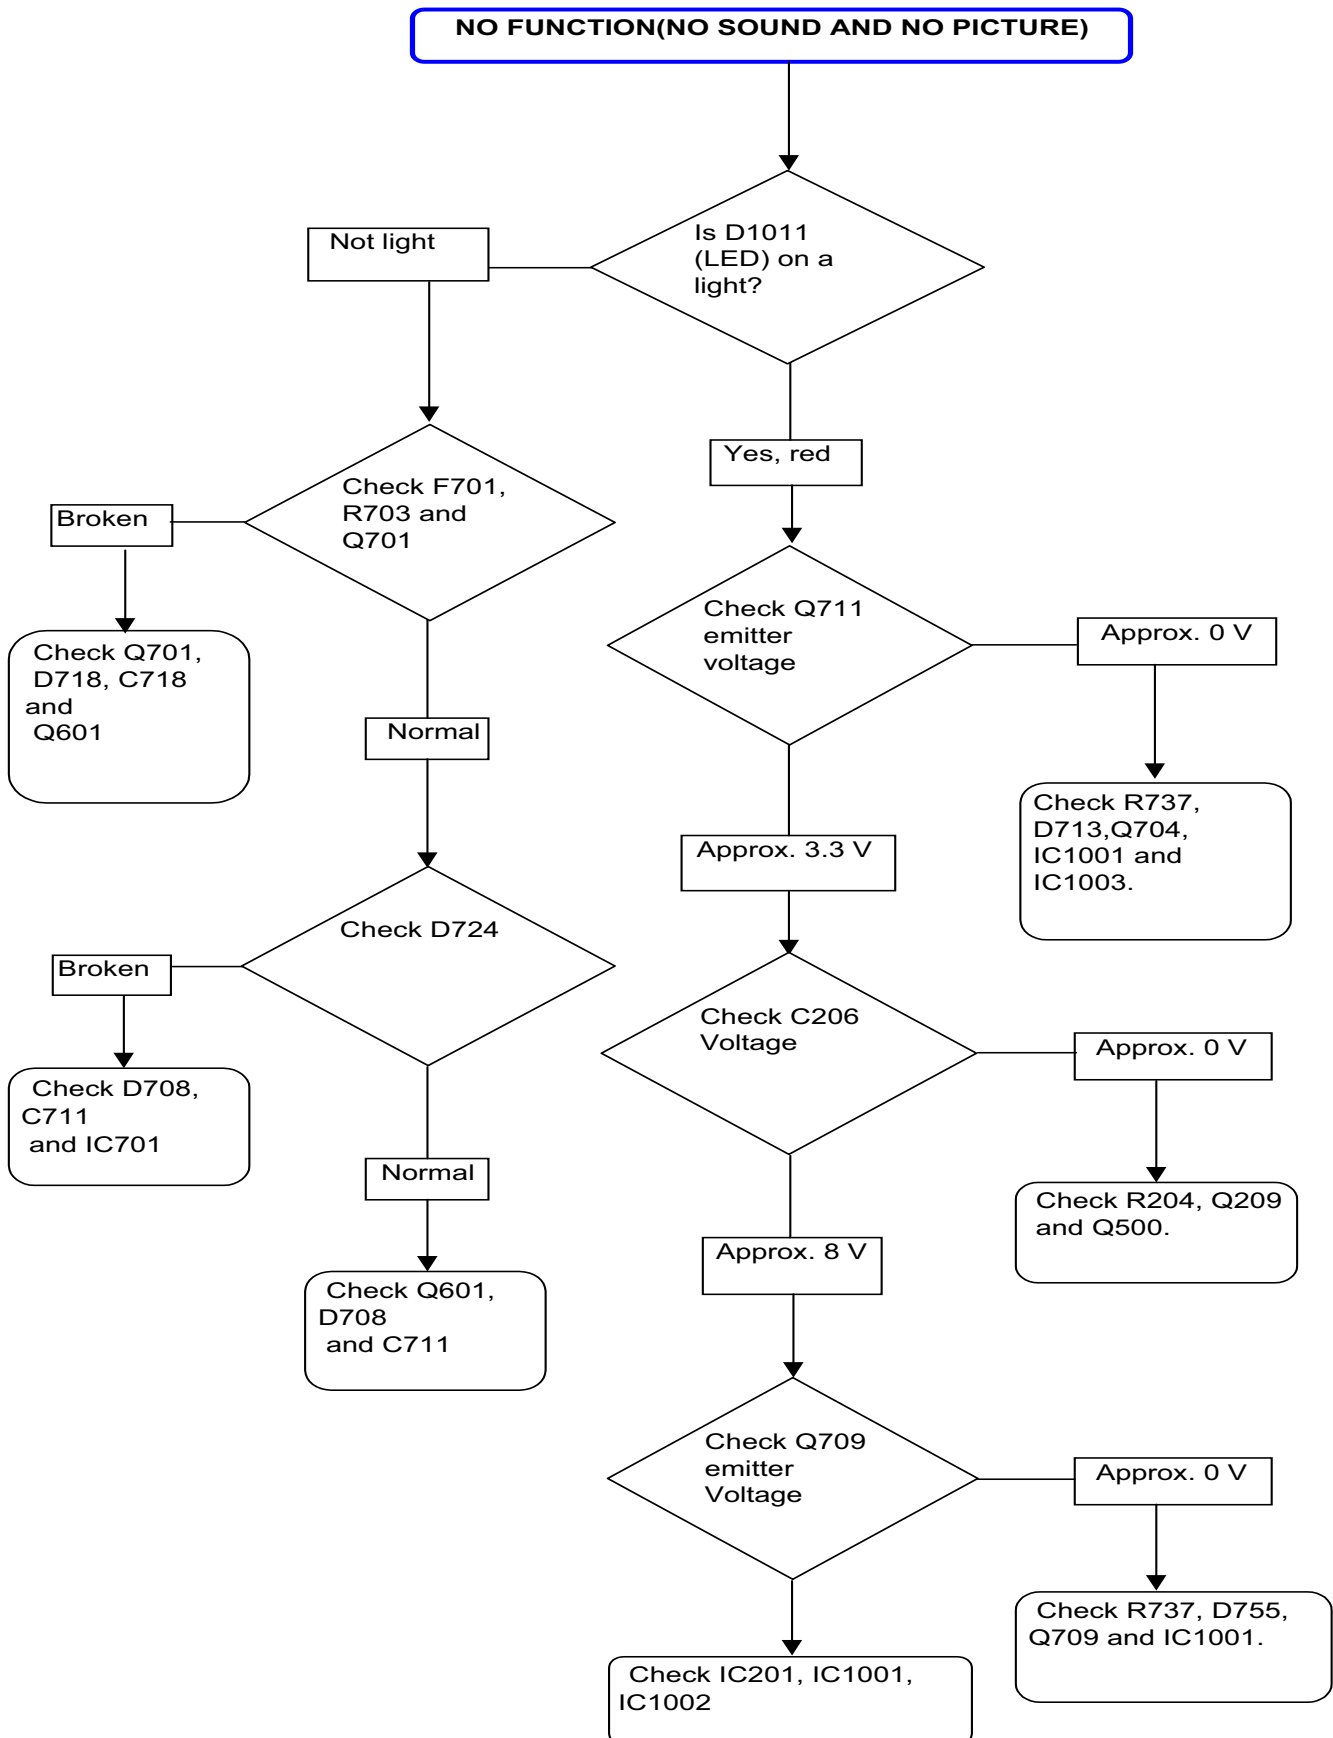 NO FUNCTION(NO SOUND AND NO PICTURE)
Is D1011
(LED) on a
light?
Not light
Yes, red
Check F701,
R703 and
Q701
Broken
Check Q701,
D718, C718
and
Q601
Normal
Check Q711
emitter
voltage
Approx. 0 V
Check R737,
D713,Q704,
IC1001 and
IC1003.
Approx. 3.3 V
Check D724
Broken
Check D708,
C711
and IC701
Normal
Check Q601,
D708
and C711
Check C206
Voltage
Approx. 0 V
Check R204, Q209
and Q500.
Approx. 8 V
Check Q709
emitter
Voltage
Approx. 0 V
Check R737, D755,
Q709 and IC1001.
Check IC201, IC1001,
IC1002